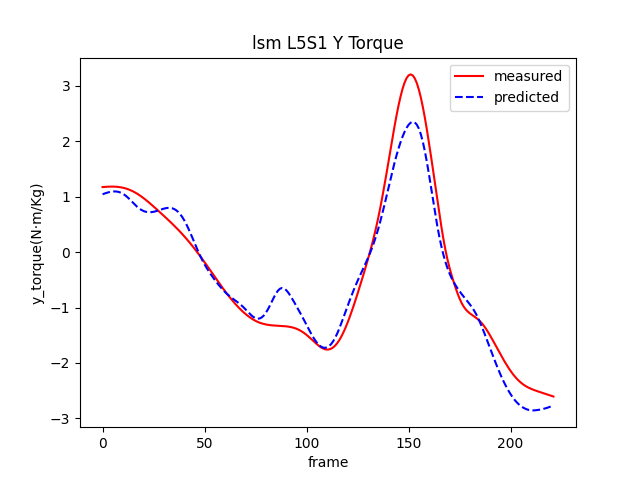 lsm L5S1 Y Torque
measured
predicted
3
2
1
0
−1
−2
−3
y_torque(N·m/Kg)
0 50 100 150 200
frame